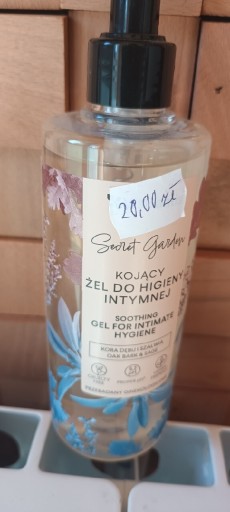 20,00 zł
Secret Garden
KOJĄCY
ŻEL DO HIGIENY
INTYMNEJ
SOOTHING
GEL FOR INTIMATE
HYGIENE
KORA DĘBU I SZAŁWIA
OAK BARK & SAGE